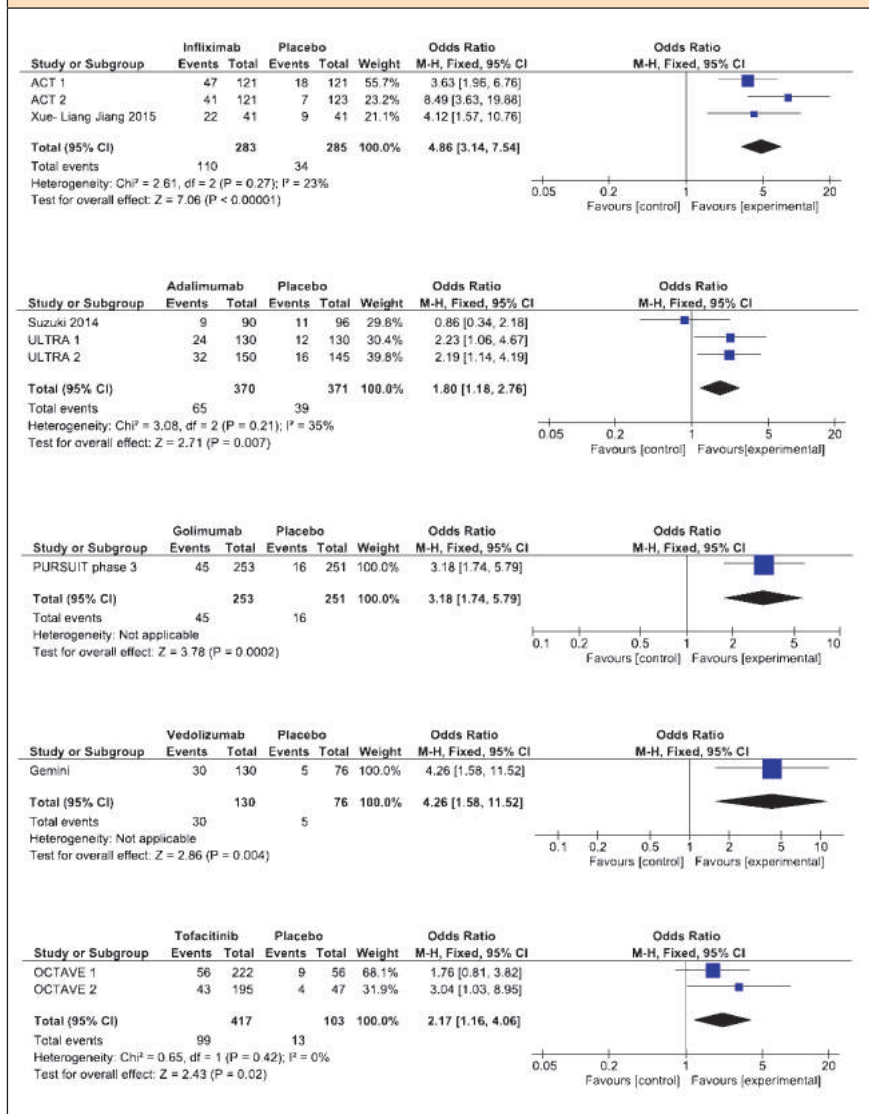 Infliximab Placebo Odds Ratio Odds Ratio
Study or Subgroup Events Total Events Total Weight M-H, Fixed, 95% CI M-H, Fixed, 95% CI
ACT 1 47 121 18 121 55.7% 3.63 [1.96, 6.76]
ACT 2 41 121 7 123 23.2% 8.49 [3.63, 19.88]
Xue- Liang Jiang 2015 22 41 9 41 21.1% 4.12 [1.57, 10.76]
Total (95% CI) 283 285 100.0% 4.86 [3.14, 7.54]
Total events 110 34
Heterogeneity: Chi² = 2.61, df = 2 (P = 0.27); I² = 23%
Test for overall effect: Z = 7.06 (P < 0.00001)
0.05 0.2 1 5 20
Favours [control] Favours [experimental]
Adalimumab Placebo Odds Ratio Odds Ratio
Study or Subgroup Events Total Events Total Weight M-H, Fixed, 95% CI M-H, Fixed, 95% CI
Suzuki 2014 9 90 11 96 29.8% 0.86 [0.34, 2.18]
ULTRA 1 24 130 12 130 30.4% 2.23 [1.06, 4.67]
ULTRA 2 32 150 16 145 39.8% 2.19 [1.14, 4.19]
Total (95% CI) 370 371 100.0% 1.80 [1.18, 2.76]
Total events 65 39
Heterogeneity: Chi² = 3.08, df = 2 (P = 0.21); I² = 35%
Test for overall effect: Z = 2.71 (P = 0.007)
0.05 0.2 1 5 20
Favours [control] Favours[experimental]
Golimumab Placebo Odds Ratio Odds Ratio
Study or Subgroup Events Total Events Total Weight M-H, Fixed, 95% CI M-H, Fixed, 95% CI
PURSUIT phase 3 45 253 16 251 100.0% 3.18 [1.74, 5.79]
Total (95% CI) 253 251 100.0% 3.18 [1.74, 5.79]
Total events 45 16
Heterogeneity: Not applicable
Test for overall effect: Z = 3.78 (P = 0.0002)
0.1 0.2 0.5 1 2 5 10
Favours [control] Favours [experimental]
Vedolizumab Placebo Odds Ratio Odds Ratio
Study or Subgroup Events Total Events Total Weight M-H, Fixed, 95% CI M-H, Fixed, 95% CI
Gemini 30 130 5 76 100.0% 4.26 [1.58, 11.52]
Total (95% CI) 130 76 100.0% 4.26 [1.58, 11.52]
Total events 30 5
Heterogeneity: Not applicable
Test for overall effect: Z = 2.86 (P = 0.004)
0.1 0.2 0.5 1 2 5 10
Favours [control] Favours [experimental]
Tofacitinib Placebo Odds Ratio Odds Ratio
Study or Subgroup Events Total Events Total Weight M-H, Fixed, 95% CI M-H, Fixed, 95% CI
OCTAVE 1 56 222 9 56 68.1% 1.76 [0.81, 3.82]
OCTAVE 2 43 195 4 47 31.9% 3.04 [1.03, 8.95]
Total (95% CI) 417 103 100.0% 2.17 [1.16, 4.06]
Total events 99 13
Heterogeneity: Chi² = 0.65, df = 1 (P = 0.42); I² = 0%
Test for overall effect: Z = 2.43 (P = 0.02)
0.05 0.2 1 5 20
Favours [control] Favours [experimental]